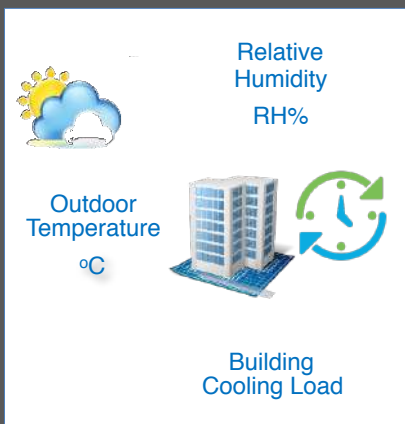 Relative
Humidity
RH%
Outdoor
Temperature
ºC
Building
Cooling Load